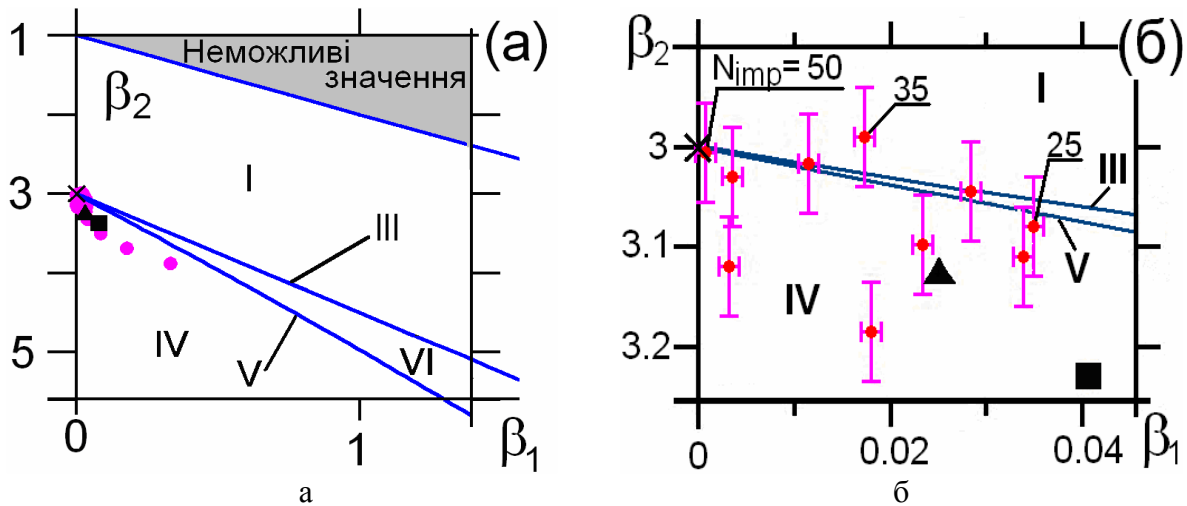 1
Неможливі
значення
(а)
β₂
3
I
III
IV
V
VI
5
0
1
β₁
а
β₂
(б)
Nimp= 50
35
I
3
25
III
3.1
V
IV
3.2
0
0.02
0.04
β₁
б